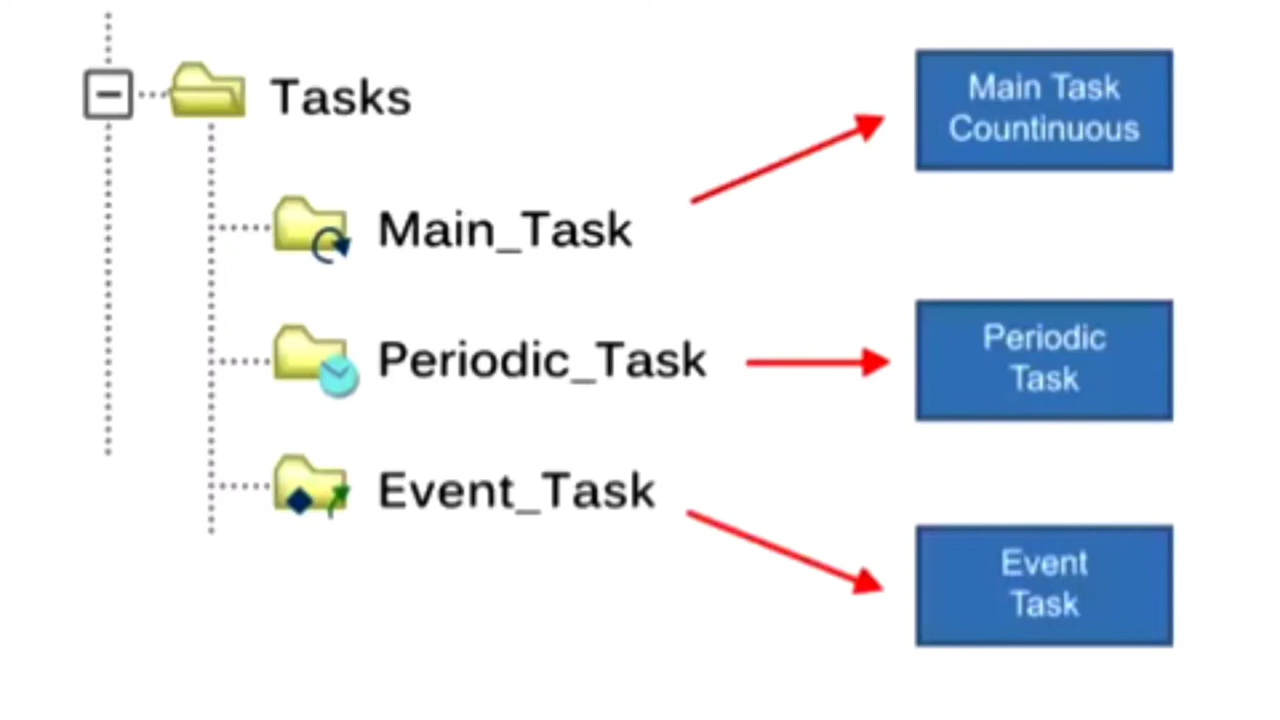 Tasks
Main_Task
Periodic_Task
Event_Task
Main Task
Countinuous
Periodic
Task
Event
Task